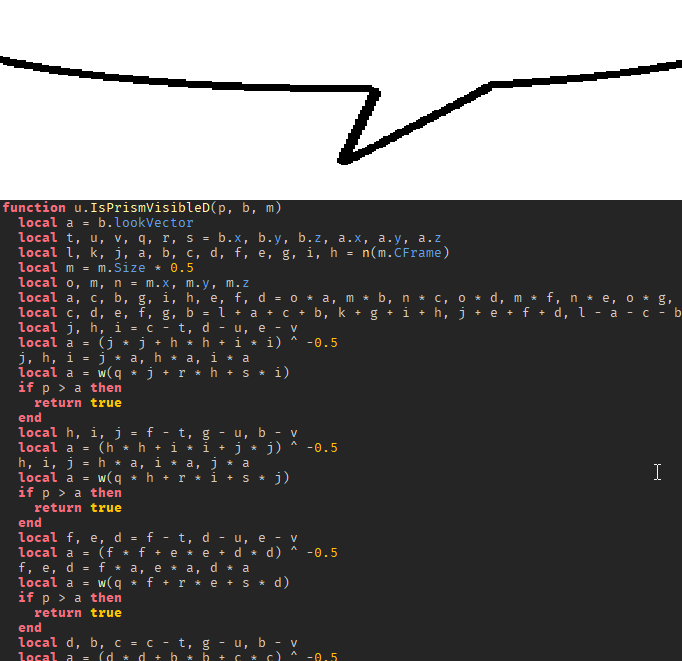 function u.IsPrismVisibleD(p, b, m)
local a = b.lookVector
local t, u, v, q, r, s = b.x, b.y, b.z, a.x, a.y, a.z
local l, k, j, a, b, c, d, f, e, g, i, h = n(m.CFrame)
local m = m.Size * 0.5
local o, m, n = m.x, m.y, m.z
local a, c, b, g, i, h, e, f, d = o * a, m * b, n * c, o * d, m * f, n * e, o * g,
local c, d, e, f, g, b = l + a + c + b, k + g + i + h, j + e + f + d, l - a - c - b
local j, h, i = c - t, d - u, e - v
local a = (j * j + h * h + i * i) ^ -0.5
j, h, i = j * a, h * a, i * a
local a = w(q * j + r * h + s * i)
if p > a then
return true
end
local h, i, j = f - t, g - u, b - v
local a = (h * h + i * i + j * j) ^ -0.5
h, i, j = h * a, i * a, j * a
local a = w(q * h + r * i + s * j)
if p > a then
return true
end
local f, e, d = f - t, d - u, e - v
local a = (f * f + e * e + d * d) ^ -0.5
f, e, d = f * a, e * a, d * a
local a = w(q * f + r * e + s * d)
if p > a then
return true
end
local d, b, c = c - t, g - u, b - v
local a = (d * d + b * b + c * c) ^ -0.5